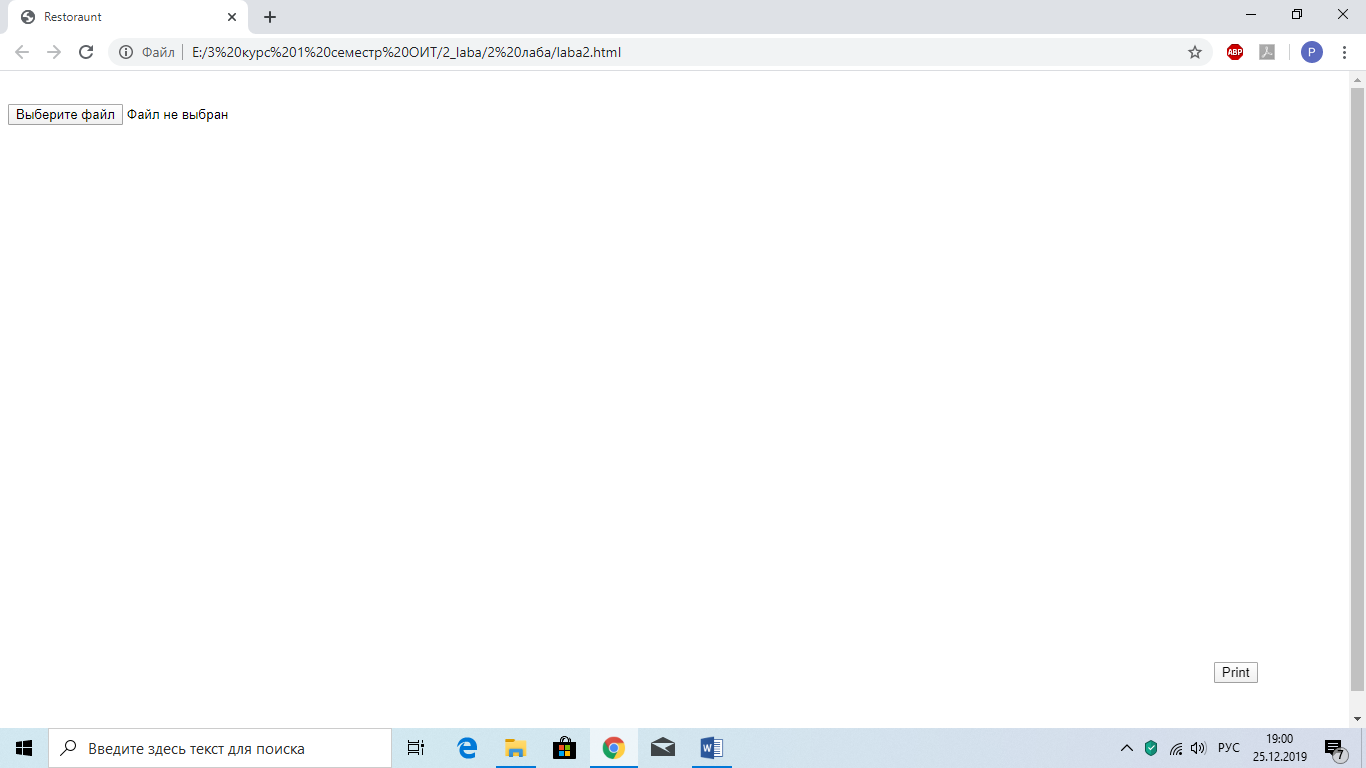 Restoraunt
Файл
E:/3%20курс%201%20семестр%20ОИТ/2_laba/2%20лаба/laba2.html
ABP
P
Выберите файл Файл не выбран
Print
Введите здесь текст для поиска
РУС
19:00
25.12.2019
7